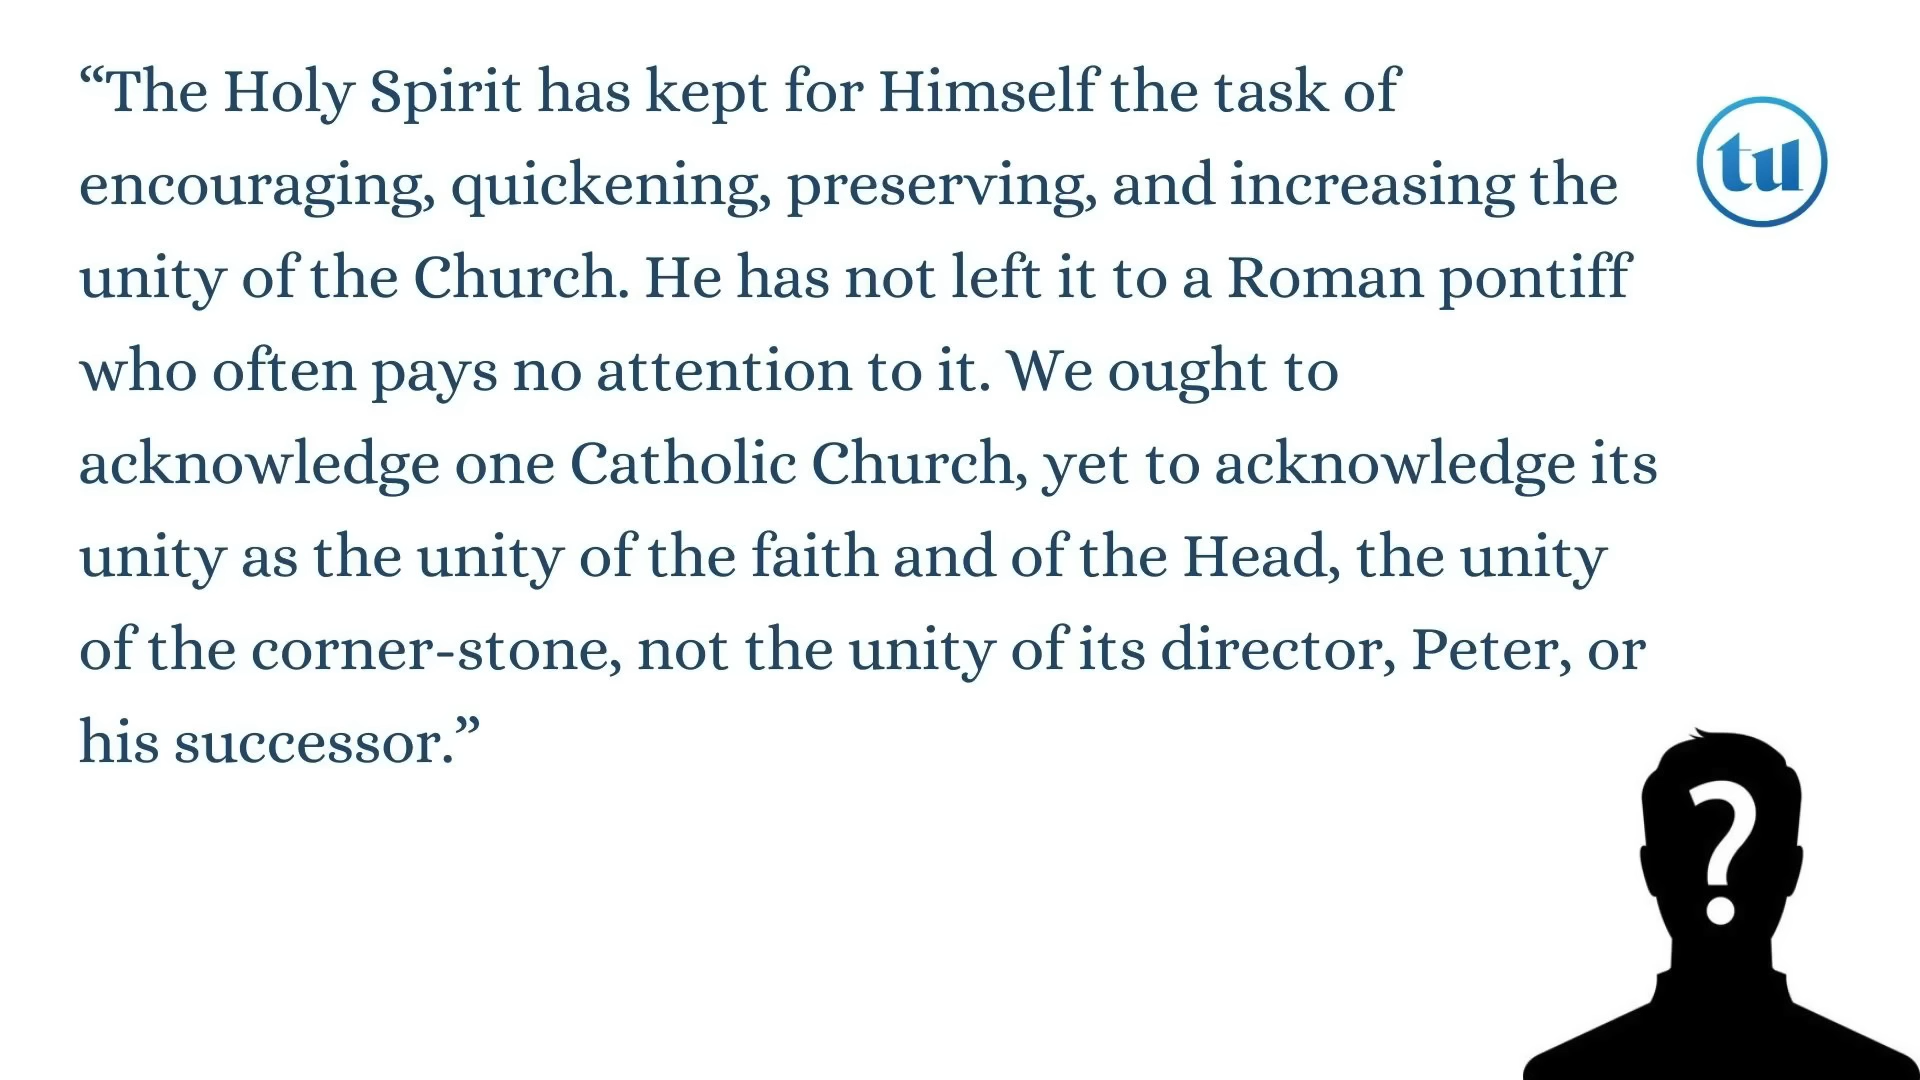 “The Holy Spirit has kept for Himself the task of
encouraging, quickening, preserving, and increasing the
unity of the Church. He has not left it to a Roman pontiff
who often pays no attention to it. We ought to
acknowledge one Catholic Church, yet to acknowledge its
unity as the unity of the faith and of the Head, the unity
of the corner-stone, not the unity of its director, Peter, or
his successor.”
tu
?